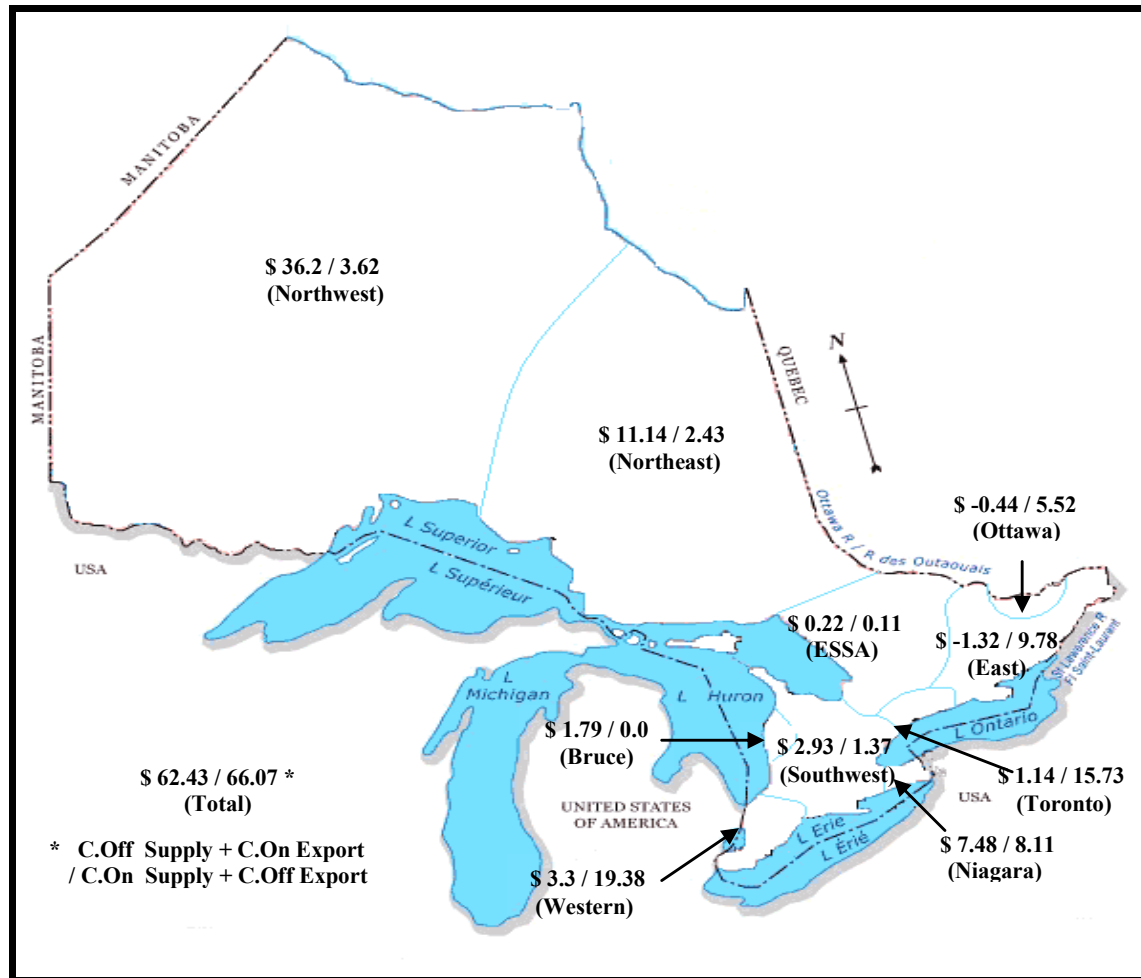 MANITOBA
MANITOBA
$ 36.2 / 3.62
(Northwest)
QUEBEC
N
$ 11.14 / 2.43
(Northeast)
Ottawa R / R des Outaouais
$ -0.44 / 5.52
(Ottawa)
L Superior
L Supérieur
USA
$ 0.22 / 0.11
(ESSA)
$ -1.32 / 9.78
(East)
St Lawerence R
Fl Saint-Laurent
L
Michigan
L Huron
L Ontario
$ 1.79 / 0.0
(Bruce)
$ 2.93 / 1.37
(Southwest)
$ 62.43 / 66.07 *
(Total)
UNITED STATES
OF AMERICA
USA
$ 1.14 / 15.73
(Toronto)
L Erie
L Érié
$ 7.48 / 8.11
(Niagara)
* C.Off Supply + C.On Export
/ C.On Supply + C.Off Export
$ 3.3 / 19.38
(Western)